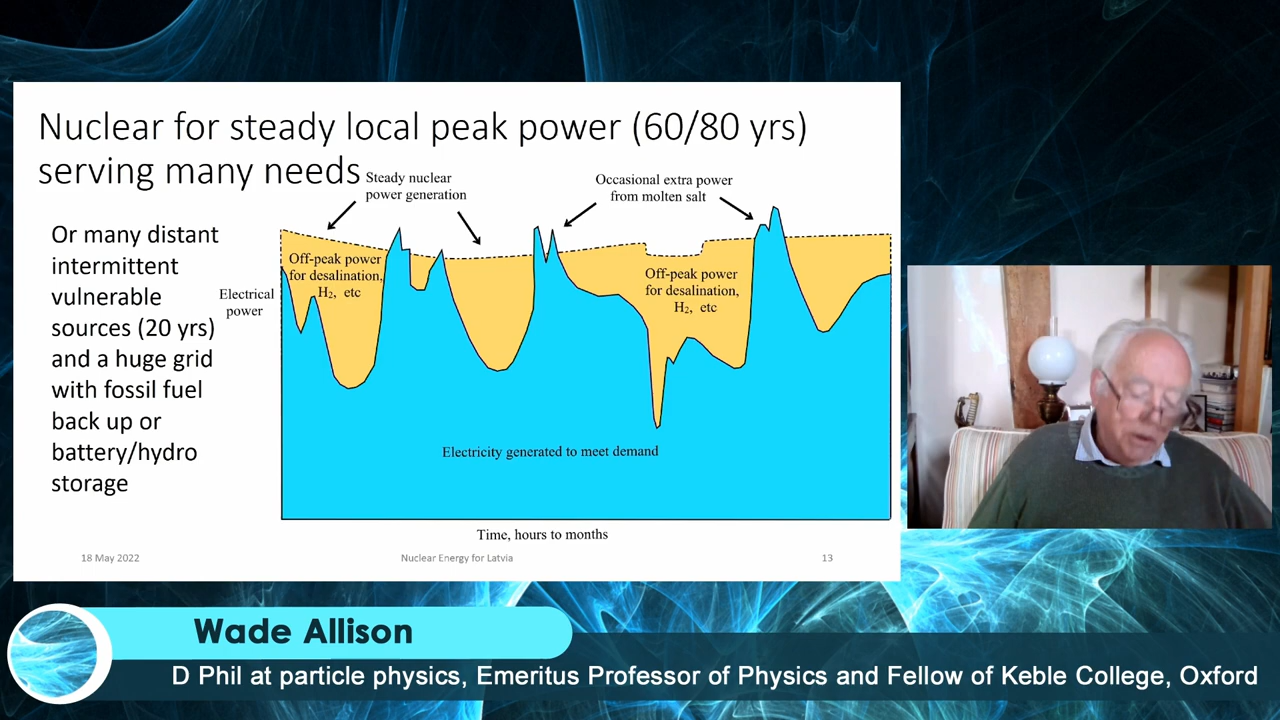 Nuclear for steady local peak power (60/80 yrs)
serving many needs
Steady nuclear
power generation
Occasional extra power
from molten salt
Or many distant
intermittent
vulnerable
sources (20 yrs)
and a huge grid
with fossil fuel
back up or
battery/hydro
storage
Electrical
power
Off-peak power
for desalination,
H₂, etc
Off-peak power
for desalination,
H₂, etc
Electricity generated to meet demand
Time, hours to months
18 May 2022
Nuclear Energy for Latvia
13
Wade Allison
D Phil at particle physics, Emeritus Professor of Physics and Fellow of Keble College, Oxford